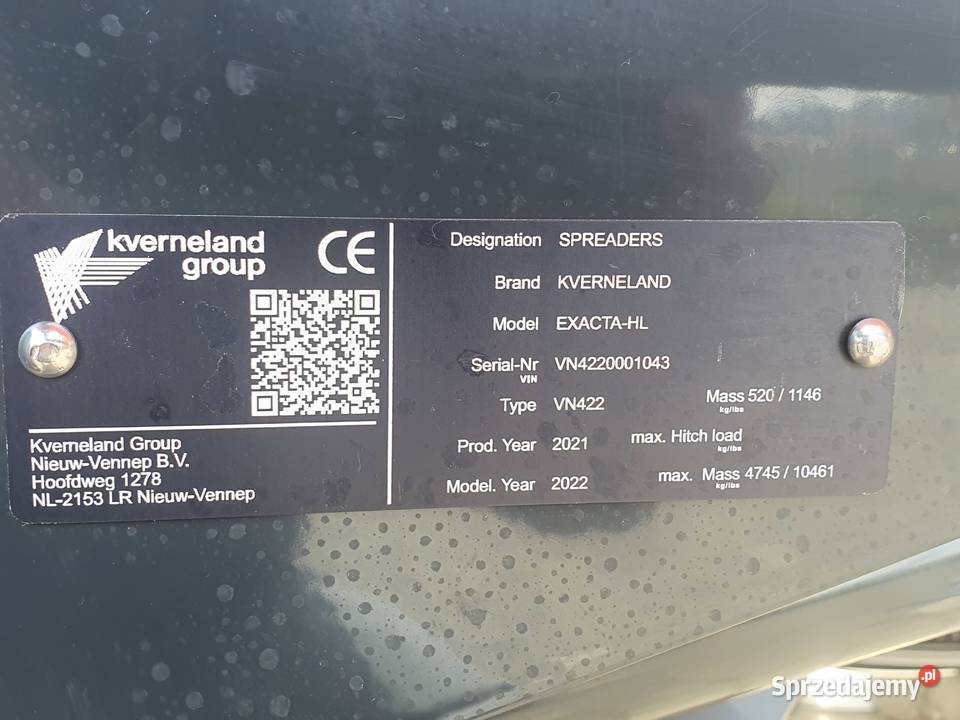 kverneland
group
CE
Kverneland Group
Nieuw-Vennep B.V.
Hoofdweg 1278
NL-2153 LR Nieuw-Vennep
Designation SPREADERS
Brand KVERNELAND
Model EXACTA-HL
Serial-Nr VN4220001043
VIN
Type VN422 Mass 520 / 1146
kg/lbs
Prod. Year 2021 max. Hitch load
kg/lbs
Model. Year 2022 max. Mass 4745 / 10461
kg/lbs
Sprzedajemy.pl